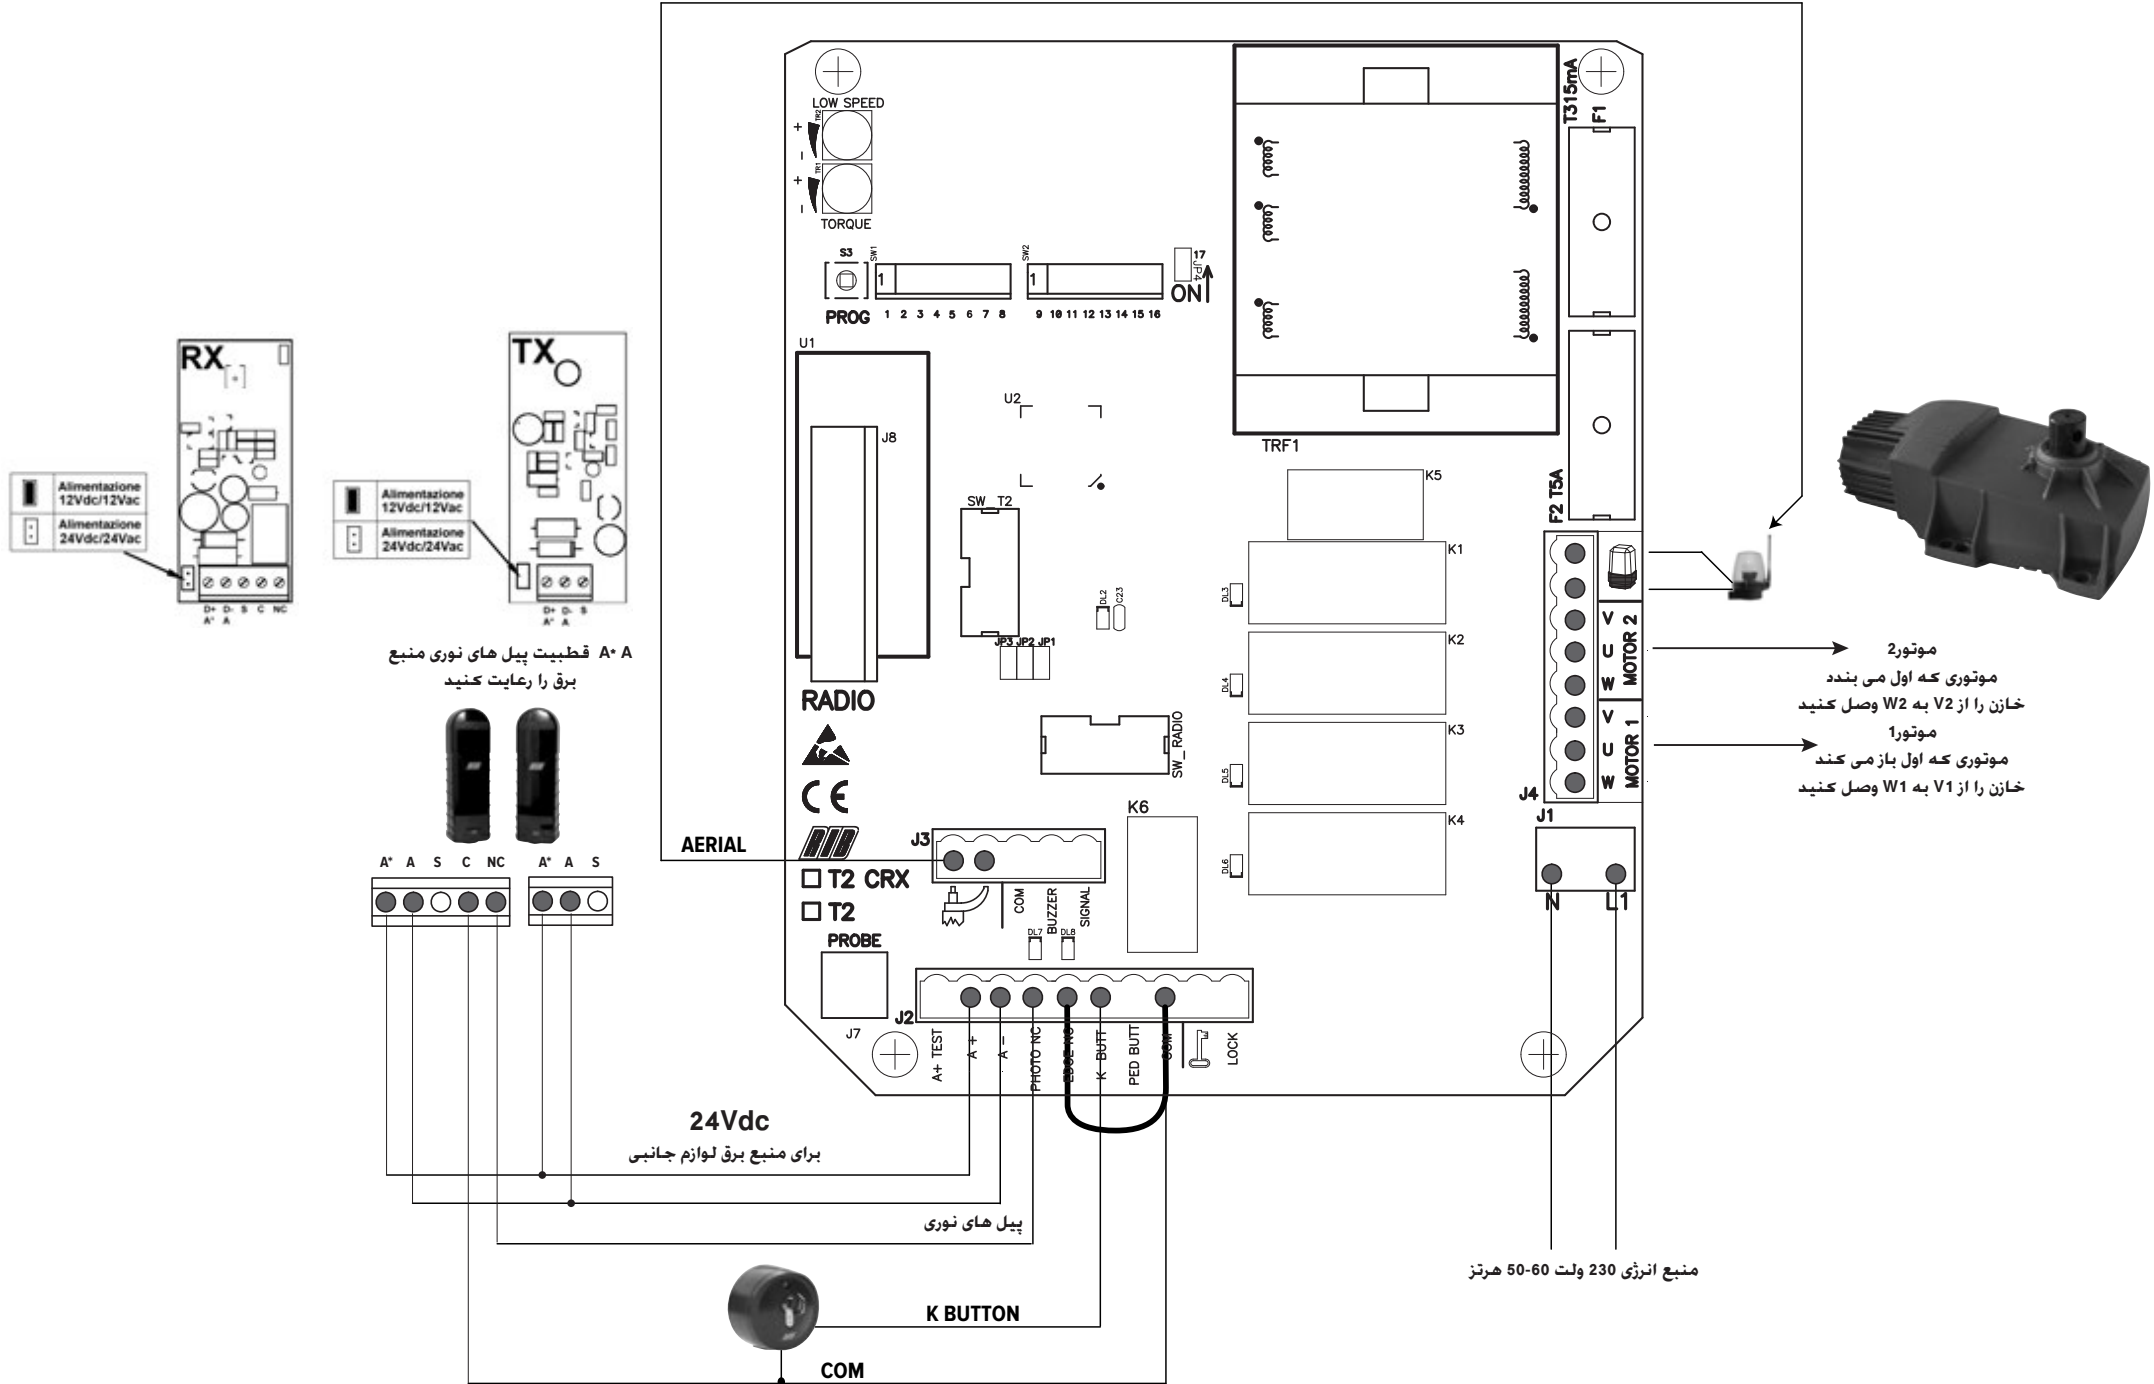 LOW SPEED
TR2
+
-
TR1
+
-
TORQUE
S3
PROG
SW1
1
1 2 3 4 5 6 7 8
SW2
1
9 10 11 12 13 14 15 16
17
JP4
ON
T315mA
F1
F2 T5A
TRF1
U1
J8
RADIO
U2
SW_T2
DL2
C23
JP3 JP2 JP1
SW_RADIO
K5
K1
K2
K3
K4
K6
DL3
DL4
DL5
DL6
RX
Alimentazione
12Vdc/12Vac
Alimentazione
24Vdc/24Vac
D+ D- S C NC
A* A
TX
Alimentazione
12Vdc/12Vac
Alimentazione
24Vdc/24Vac
D+ D- S
A* A
A* A قطبیت پیل های نوری منبع
برق را رعایت کنید
A* A S C NC
A* A S
AERIAL
CE
T2 CRX
T2
PROBE
J7
J3
COM
BUZZER
SIGNAL
DL7
DL8
J2
A+ TEST
A +
A -
PHOTO NC
EDGE NC
K BUTT
PED BUTT
COM
LOCK
V
U
W
MOTOR 2
V
U
W
MOTOR 1
J4
J1
N
L1
موتور2
موتوری که اول می بندد
خازن را از V2 به W2 وصل کنید
موتور1
موتوری که اول باز می کند
خازن را از V1 به W1 وصل کنید
24Vdc
برای منبع برق لوازم جانبی
پیل های نوری
K BUTTON
COM
منبع انرژی 230 ولت 60-50 هرتز